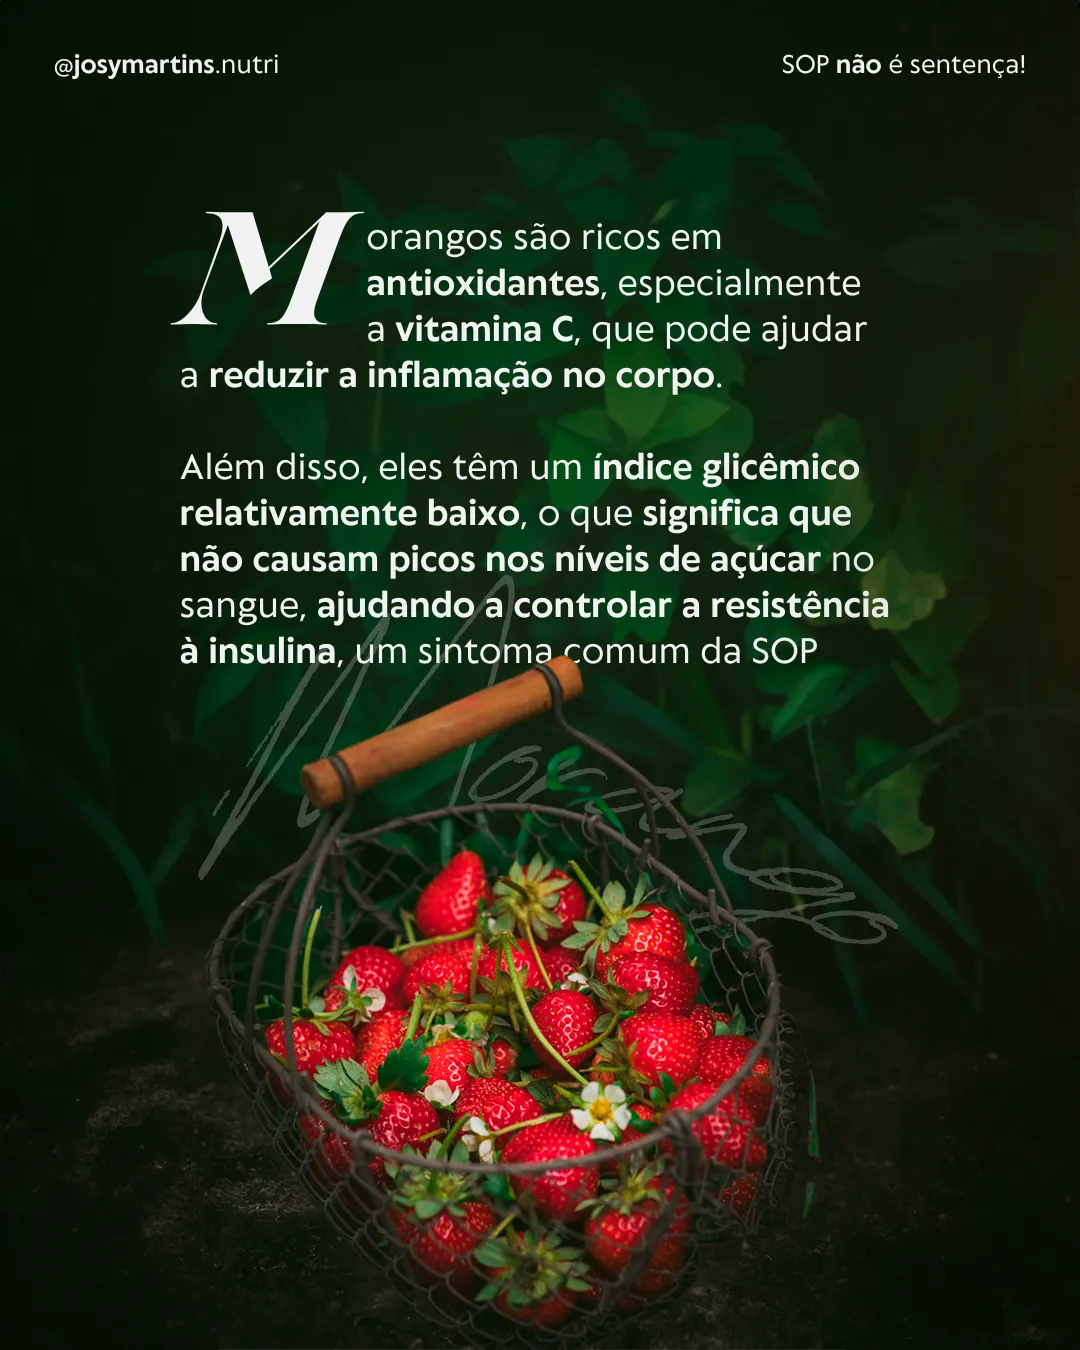 @josymartins.nutri
SOP não é sentença!
Morangos são ricos em
antioxidantes, especialmente
a vitamina C, que pode ajudar
a reduzir a inflamação no corpo.
Além disso, eles têm um índice glicêmico
relativamente baixo, o que significa que
não causam picos nos níveis de açúcar no
sangue, ajudando a controlar a resistência
à insulina, um sintoma comum da SOP
Morango